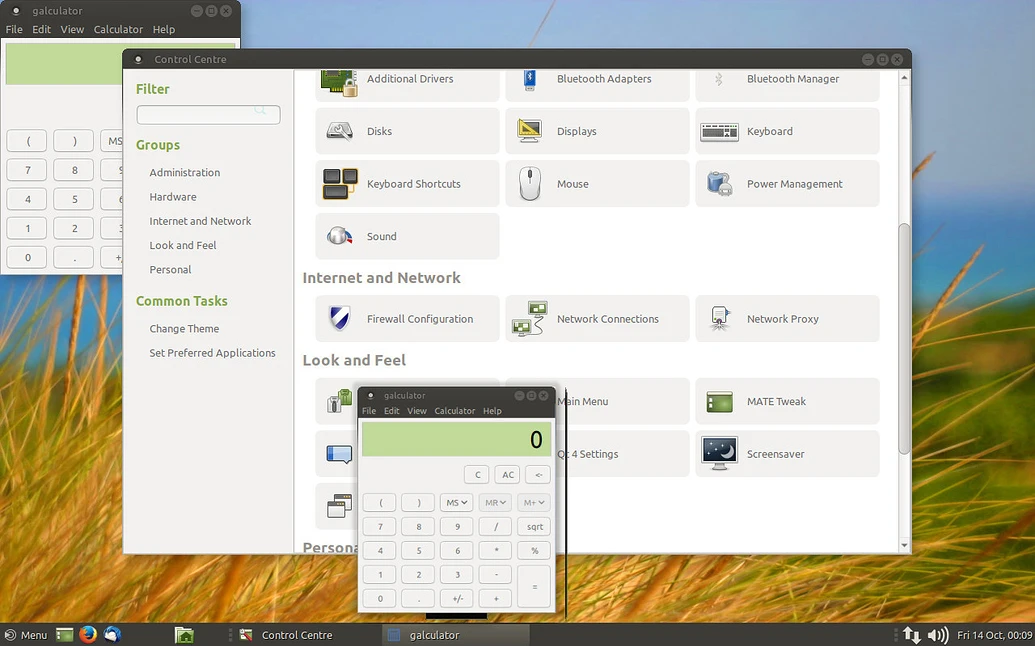 galculator
File Edit View Calculator Help
( ) MS
7 8 9
4 5 6
1 2 3
0 .
Control Centre
Filter
Groups
Administration
Hardware
Internet and Network
Look and Feel
Personal
Common Tasks
Change Theme
Set Preferred Applications
Additional Drivers
Bluetooth Adapters
Bluetooth Manager
Disks
Displays
Keyboard
Keyboard Shortcuts
Mouse
Power Management
Sound
Internet and Network
Firewall Configuration
Network Connections
Network Proxy
Look and Feel
Main Menu
MATE Tweak
Qt 4 Settings
Screensaver
Persona
galculator
File Edit View Calculator Help
0
C AC <-
( ) MS MR M+
7 8 9 / sqrt
4 5 6 * %
1 2 3 -
=
0 . +/- +
Menu
Control Centre
galculator
Fri 14 Oct, 00:09